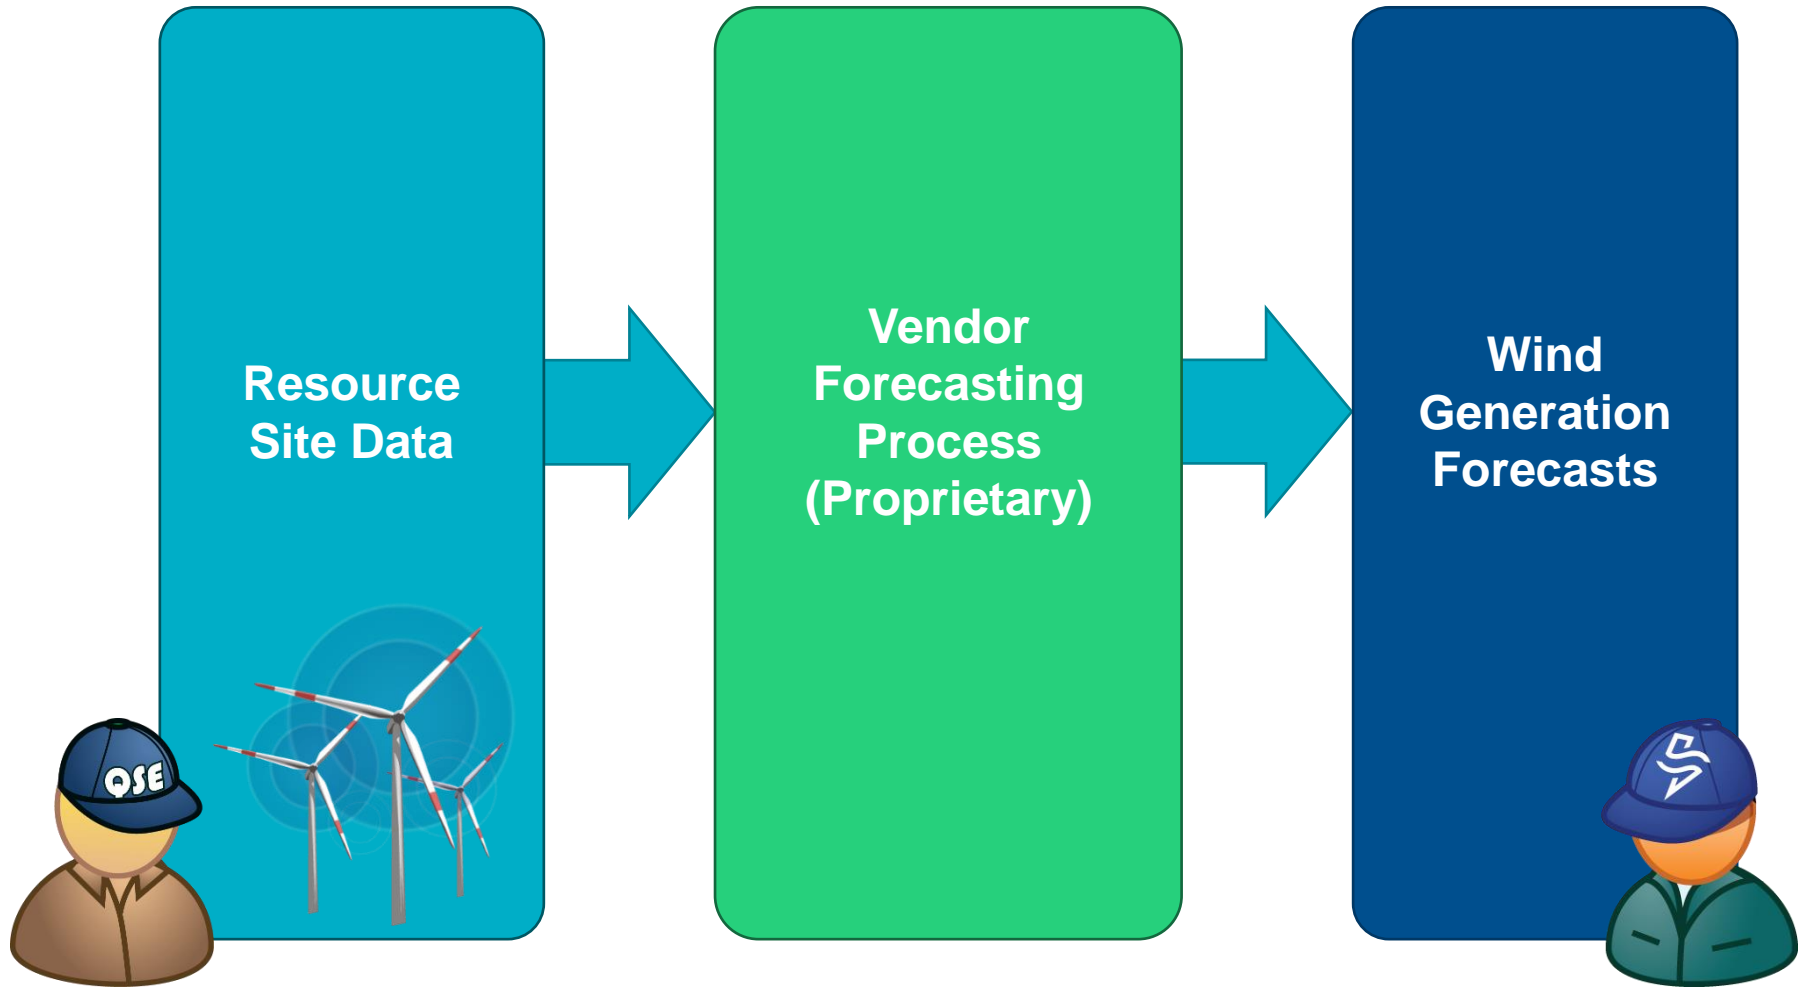 Resource
Site Data
Vendor
Forecasting
Process
(Proprietary)
Wind
Generation
Forecasts
QSE